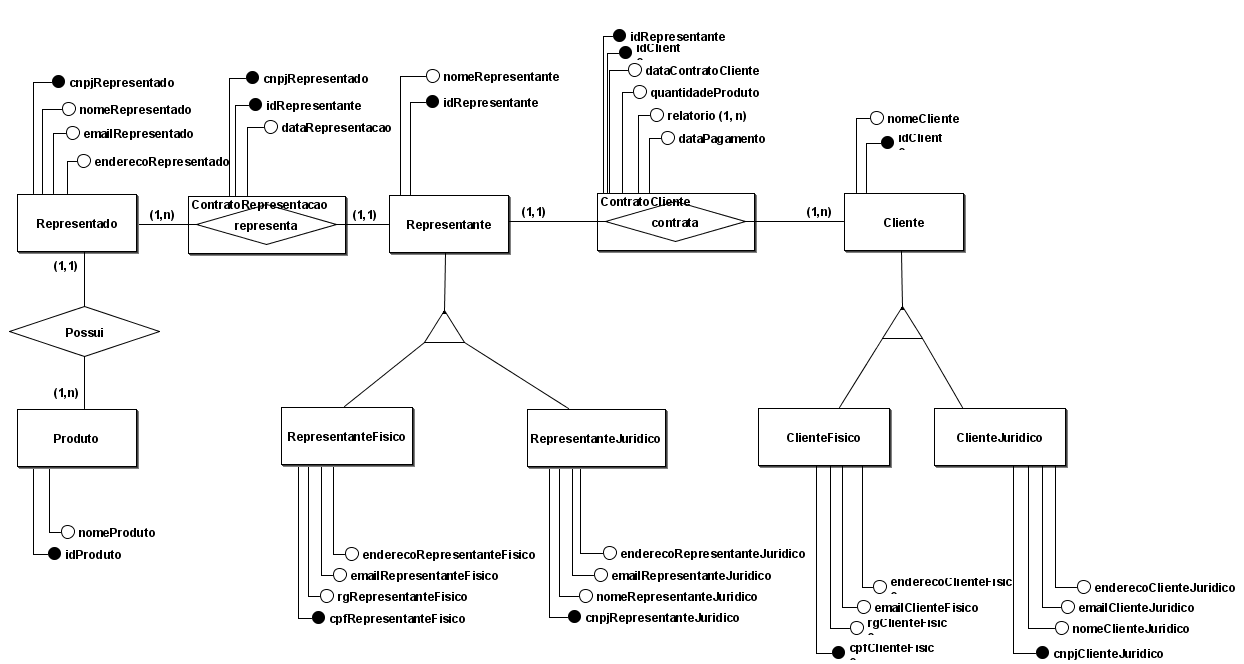 idRepresentante
idClient
dataContratoCliente
quantidadeProduto
relatorio (1, n)
dataPagamento
cnpjRepresentado
nomeRepresentado
emailRepresentado
enderecoRepresentado
cnpjRepresentado
idRepresentante
dataRepresentacao
nomeRepresentante
idRepresentante
nomeCliente
idClient
Representado
(1,n)
ContratoRepresentacao
representa
(1,1)
Representante
(1,1)
ContratoCliente
contrata
(1,n)
Cliente
(1,1)
Possui
(1,n)
Produto
RepresentanteFisico
RepresentanteJuridico
ClienteFisico
ClienteJuridico
nomeProduto
idProduto
enderecoRepresentanteFisico
emailRepresentanteFisico
rgRepresentanteFisico
cpfRepresentanteFisico
enderecoRepresentanteJuridico
emailRepresentanteJuridico
nomeRepresentanteJuridico
cnpjRepresentanteJuridico
enderecoClienteFisic
emailClienteFisico
rgClienteFisic
cpfClienteFisic
enderecoClienteJuridico
emailClienteJuridico
nomeClienteJuridico
cnpjClienteJuridico